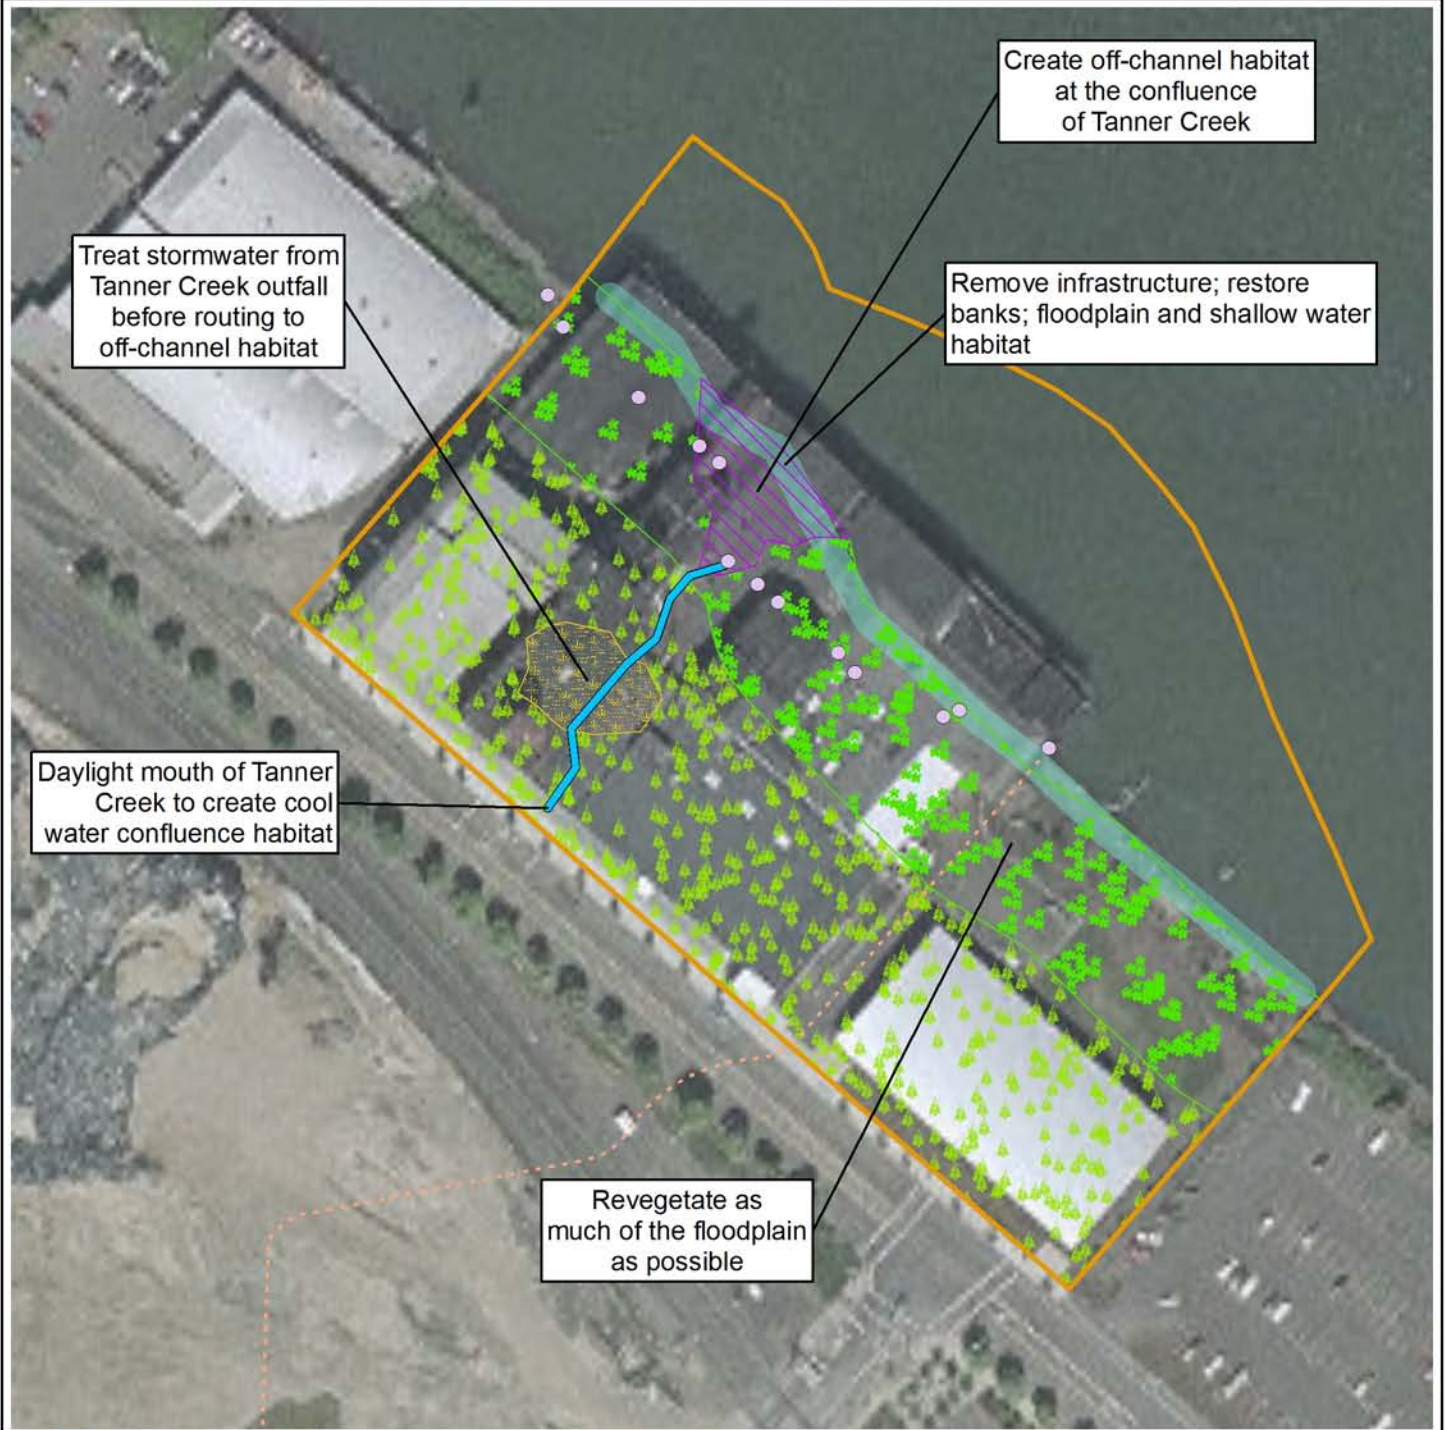 Create off-channel habitat
at the confluence
of Tanner Creek
Treat stormwater from
Tanner Creek outfall
before routing to
off-channel habitat
Remove infrastructure; restore
banks; floodplain and shallow water
habitat
Daylight mouth of Tanner
Creek to create cool
water confluence habitat
Revegetate as
much of the floodplain
as possible